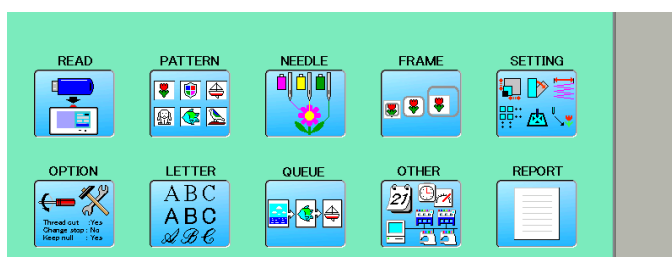 READ PATTERN NEEDLE FRAME SETTING
OPTION LETTER QUEUE OTHER REPORT
Thread cut : Yes
Change stop : No
Keep null : Yes
ABC
ABC
ABC
21